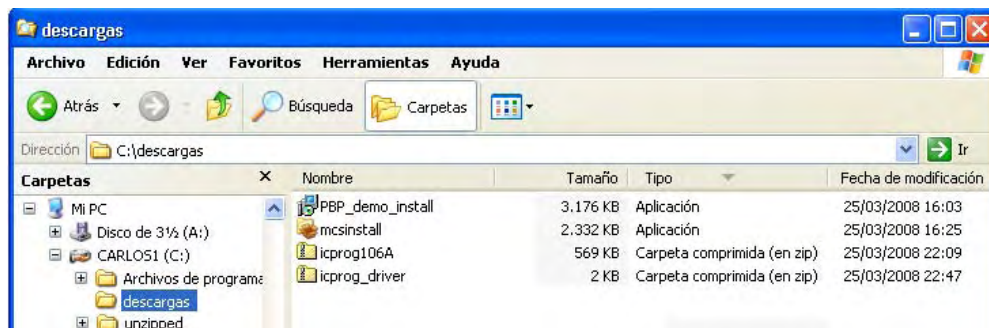 descargas
Archivo Edición Ver Favoritos Herramientas Ayuda
Atrás Búsqueda Carpetas
Dirección C:\descargas Ir
Carpetas Nombre Tamaño Tipo Fecha de modificación
Mi PC PBP_demo_install 3.176 KB Aplicación 25/03/2008 16:03
Disco de 3½ (A:) mcsinstall 2.332 KB Aplicación 25/03/2008 16:25
CARLOS1 (C:) icprog106A 569 KB Carpeta comprimida (en zip) 25/03/2008 22:09
Archivos de programa icprog_driver 2 KB Carpeta comprimida (en zip) 25/03/2008 22:47
descargas
unzipped